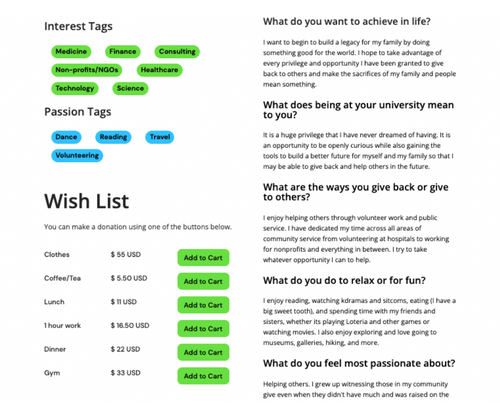 Interest Tags
Medicine Finance Consulting
Non-profits/NGOs Healthcare
Technology Science
Passion Tags
Dance Reading Travel
Volunteering
Wish List
You can make a donation using one of the buttons below.
Clothes $ 55 USD Add to Cart
Coffee/Tea $ 5.50 USD Add to Cart
Lunch $ 11 USD Add to Cart
1 hour work $ 16.50 USD Add to Cart
Dinner $ 22 USD Add to Cart
Gym $ 33 USD Add to Cart
What do you want to achieve in life?
I want to begin to build a legacy for my family by doing
something good for the world. I hope to take advantage of
every privilege and opportunity I have been granted to give
back to others and make the sacrifices of my family and people
mean something.
What does being at your university mean
to you?
It is a huge privilege that I have never dreamed of having. It is
an opportunity to be openly curious while also gaining the
tools to build a better future for myself and my family so that I
may be able to give back and help others in the future.
What are the ways you give back or give
to others?
I enjoy helping others through volunteer work and public
service. I have dedicated my time across all areas of
community service from volunteering at hospitals to working
for nonprofits and everything in between. I try to take
whatever opportunity I can to help.
What do you do to relax or for fun?
I enjoy reading, watching kdramas and sitcoms, eating (i have a
big sweet tooth), and spending time with my friends and
sisters, whether its playing Loteria and other games or
watching movies. I also enjoy exploring and love going to
museums, galleries, hiking, and more.
What do you feel most passionate about?
Helping others. I grew up witnessing those in my community
give even when they didn't have much and was raised on the